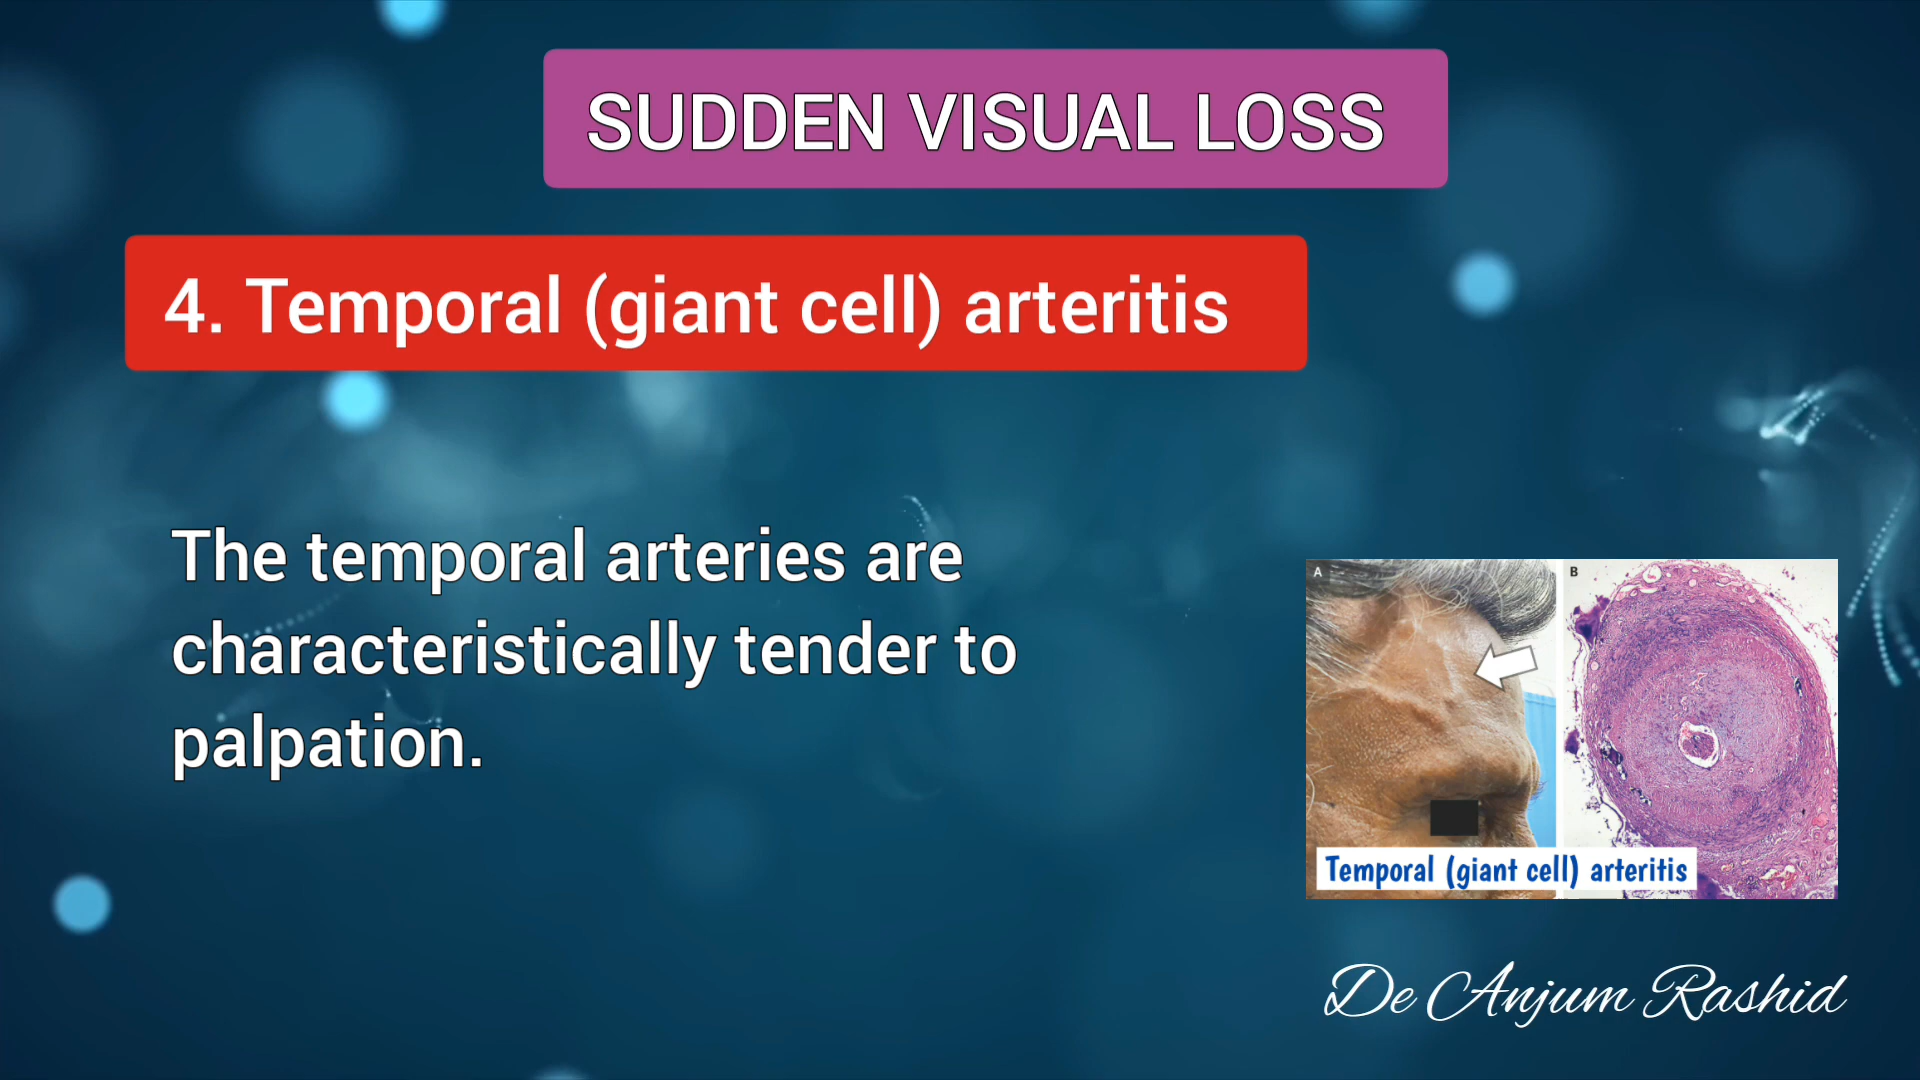 SUDDEN VISUAL LOSS
4. Temporal (giant cell) arteritis
The temporal arteries are
characteristically tender to
palpation.
A B
Temporal (giant cell) arteritis
De Anjum Rashid